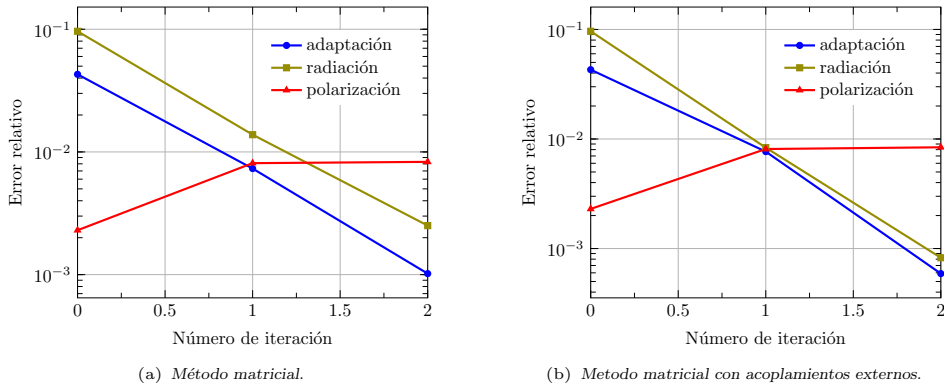 10⁻¹
10⁻²
10⁻³
Error relativo
adaptación
radiación
polarización
0 0.5 1 1.5 2
Número de iteración
(a) Método matricial.
10⁻¹
10⁻²
10⁻³
Error relativo
adaptación
radiación
polarización
0 0.5 1 1.5 2
Número de iteración
(b) Metodo matricial con acoplamientos externos.